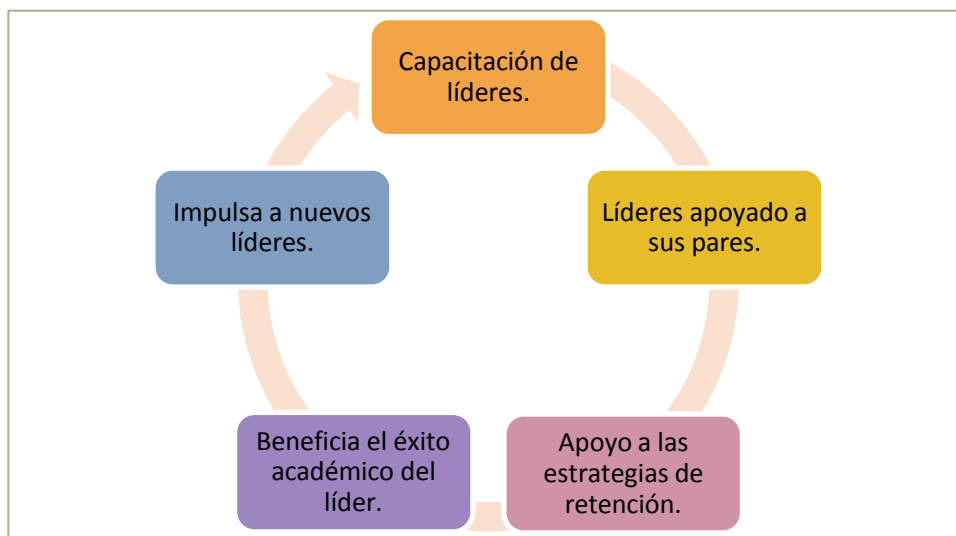 Capacitación de
líderes.
Líderes apoyado a
sus pares.
Apoyo a las
estrategias de
retención.
Beneficia el éxito
académico del
líder.
Impulsa a nuevos
líderes.